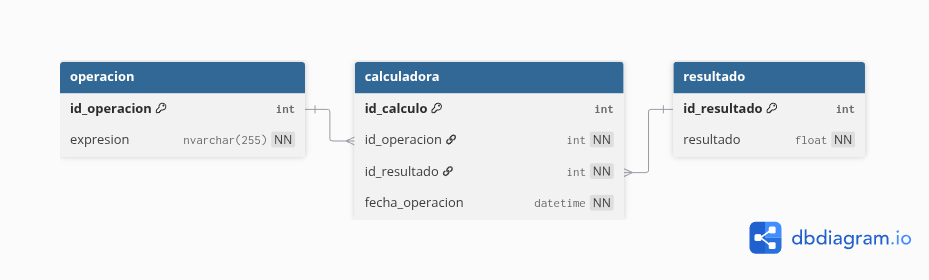 operacion
id_operacion int
expresion nvarchar(255) NN
calculadora
id_calculo int
id_operacion int NN
id_resultado int NN
fecha_operacion datetime NN
resultado
id_resultado int
resultado float NN
dbdiagram.io